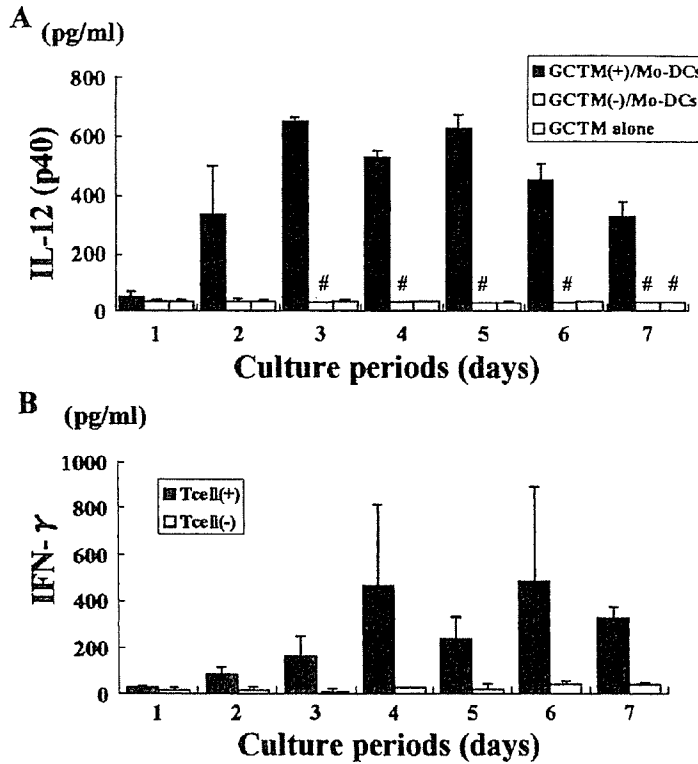 A (pg/ml)
GCTM(+)/Mo-DCs
GCTM(-)/Mo-DCs
GCTM alone
IL-12 (p40)
800
600
400
200
0
# # # # # #
1 2 3 4 5 6 7
Culture periods (days)
B (pg/ml)
Tcell(+)
Tcell(-)
IFN-γ
1000
800
600
400
200
0
1 2 3 4 5 6 7
Culture periods (days)